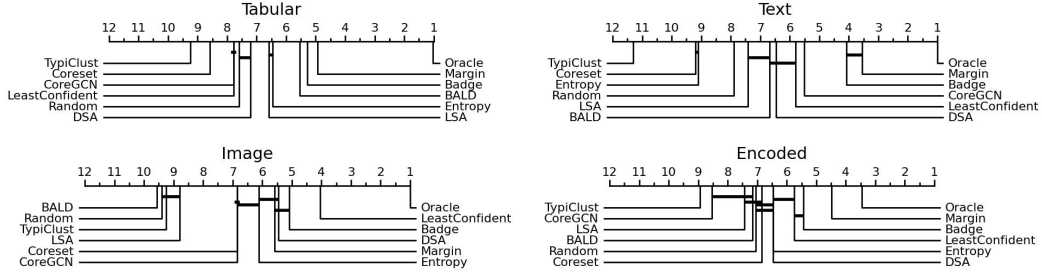 Tabular
12 11 10 9 8 7 6 5 4 3 2 1
TypiClust Oracle
Coreset Margin
CoreGCN Badge
LeastConfident BALD
Random Entropy
DSA LSA
Text
12 11 10 9 8 7 6 5 4 3 2 1
TypiClust Oracle
Coreset Margin
Entropy Badge
Random CoreGCN
LSA LeastConfident
BALD DSA
Image
12 11 10 9 8 7 6 5 4 3 2 1
BALD Oracle
Random LeastConfident
TypiClust Badge
LSA DSA
Coreset Margin
CoreGCN Entropy
Encoded
12 11 10 9 8 7 6 5 4 3 2 1
TypiClust Oracle
CoreGCN Margin
LSA Badge
BALD LeastConfident
Random Entropy
Coreset DSA